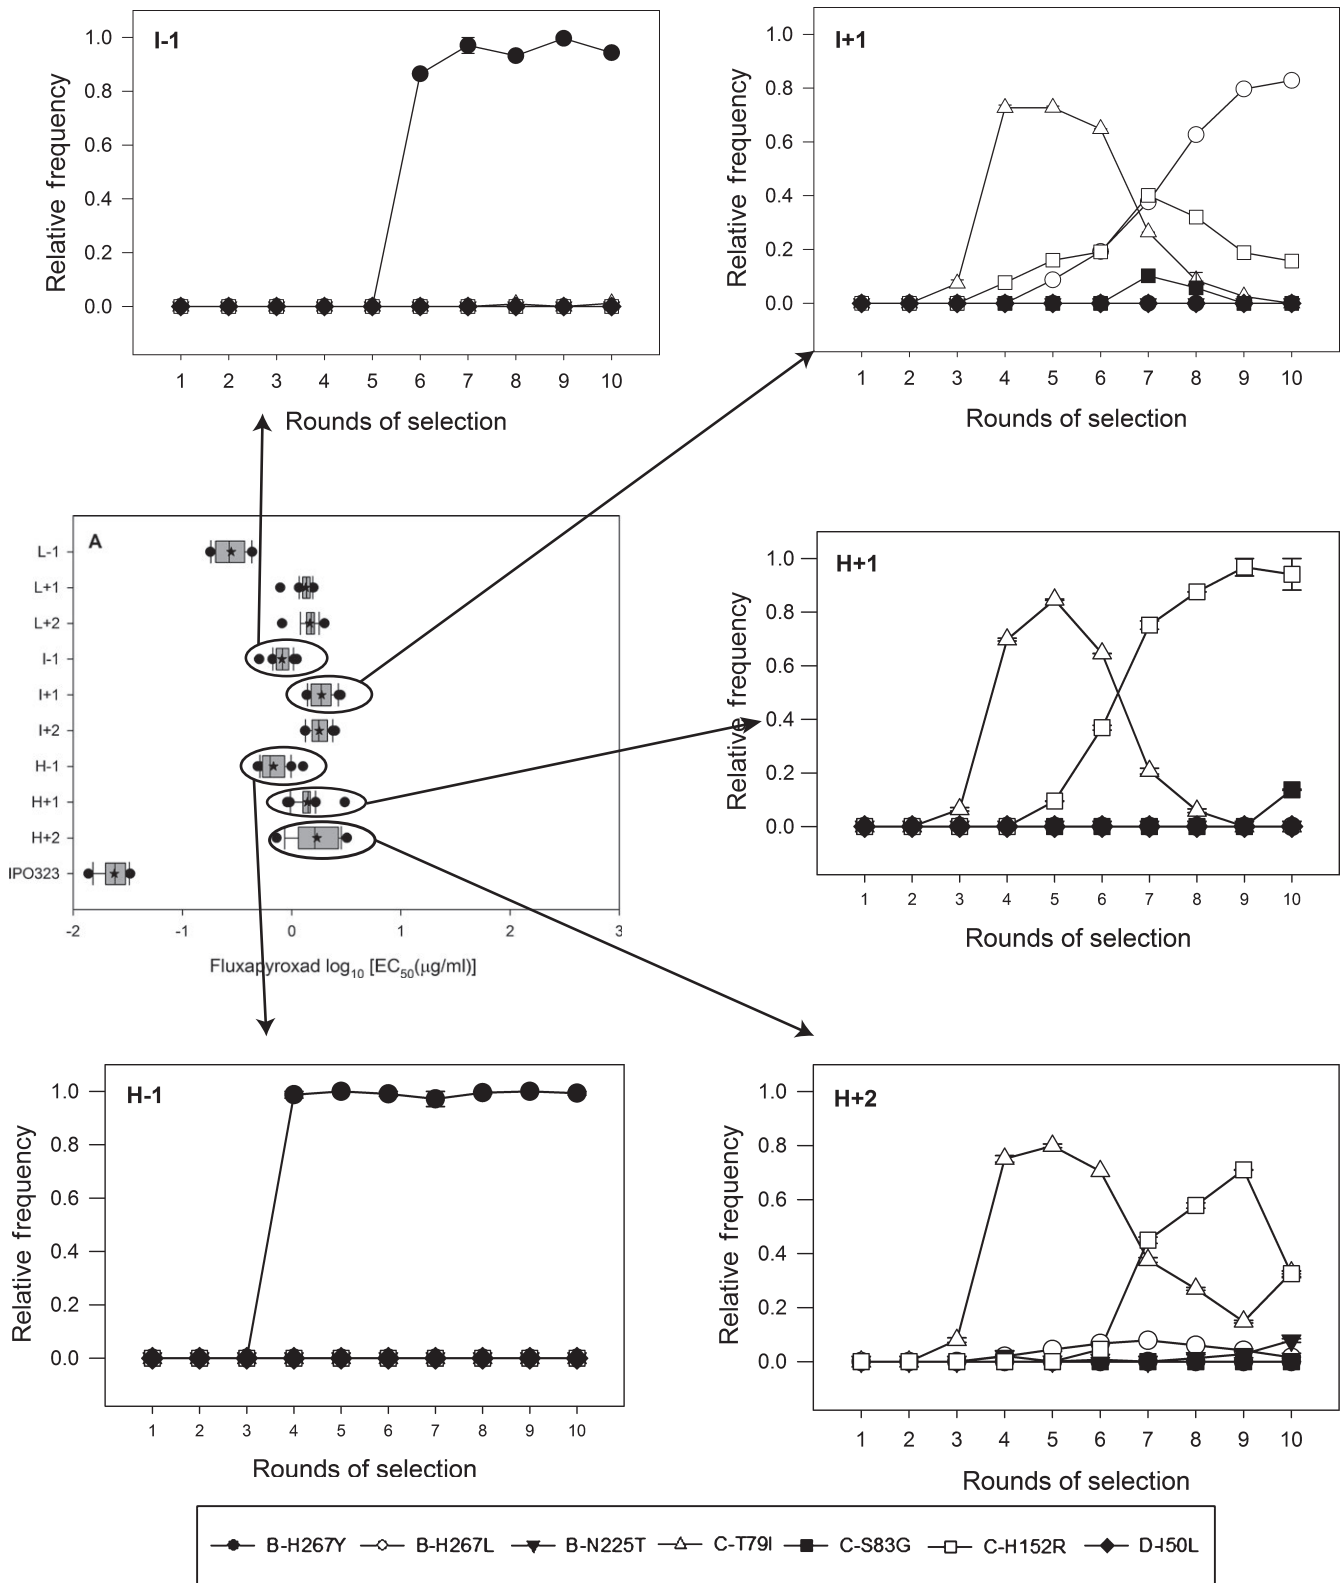 I-1
1.0
0.8
0.6
0.4
0.2
0.0
Relative frequency
1 2 3 4 5 6 7 8 9 10
Rounds of selection
I+1
1.0
0.8
0.6
0.4
0.2
0.0
Relative frequency
1 2 3 4 5 6 7 8 9 10
Rounds of selection
A
L-1
L+1
L+2
I-1
I+1
I+2
H-1
H+1
H+2
IPO323
-2 -1 0 1 2 3
Fluxapyroxad log10 [EC50(µg/ml)]
H+1
1.0
0.8
0.6
0.4
0.2
0.0
Relative frequency
1 2 3 4 5 6 7 8 9 10
Rounds of selection
H-1
1.0
0.8
0.6
0.4
0.2
0.0
Relative frequency
1 2 3 4 5 6 7 8 9 10
Rounds of selection
H+2
1.0
0.8
0.6
0.4
0.2
0.0
Relative frequency
1 2 3 4 5 6 7 8 9 10
Rounds of selection
B-H267Y B-H267L B-N225T C-T79I C-S83G C-H152R D-I50L